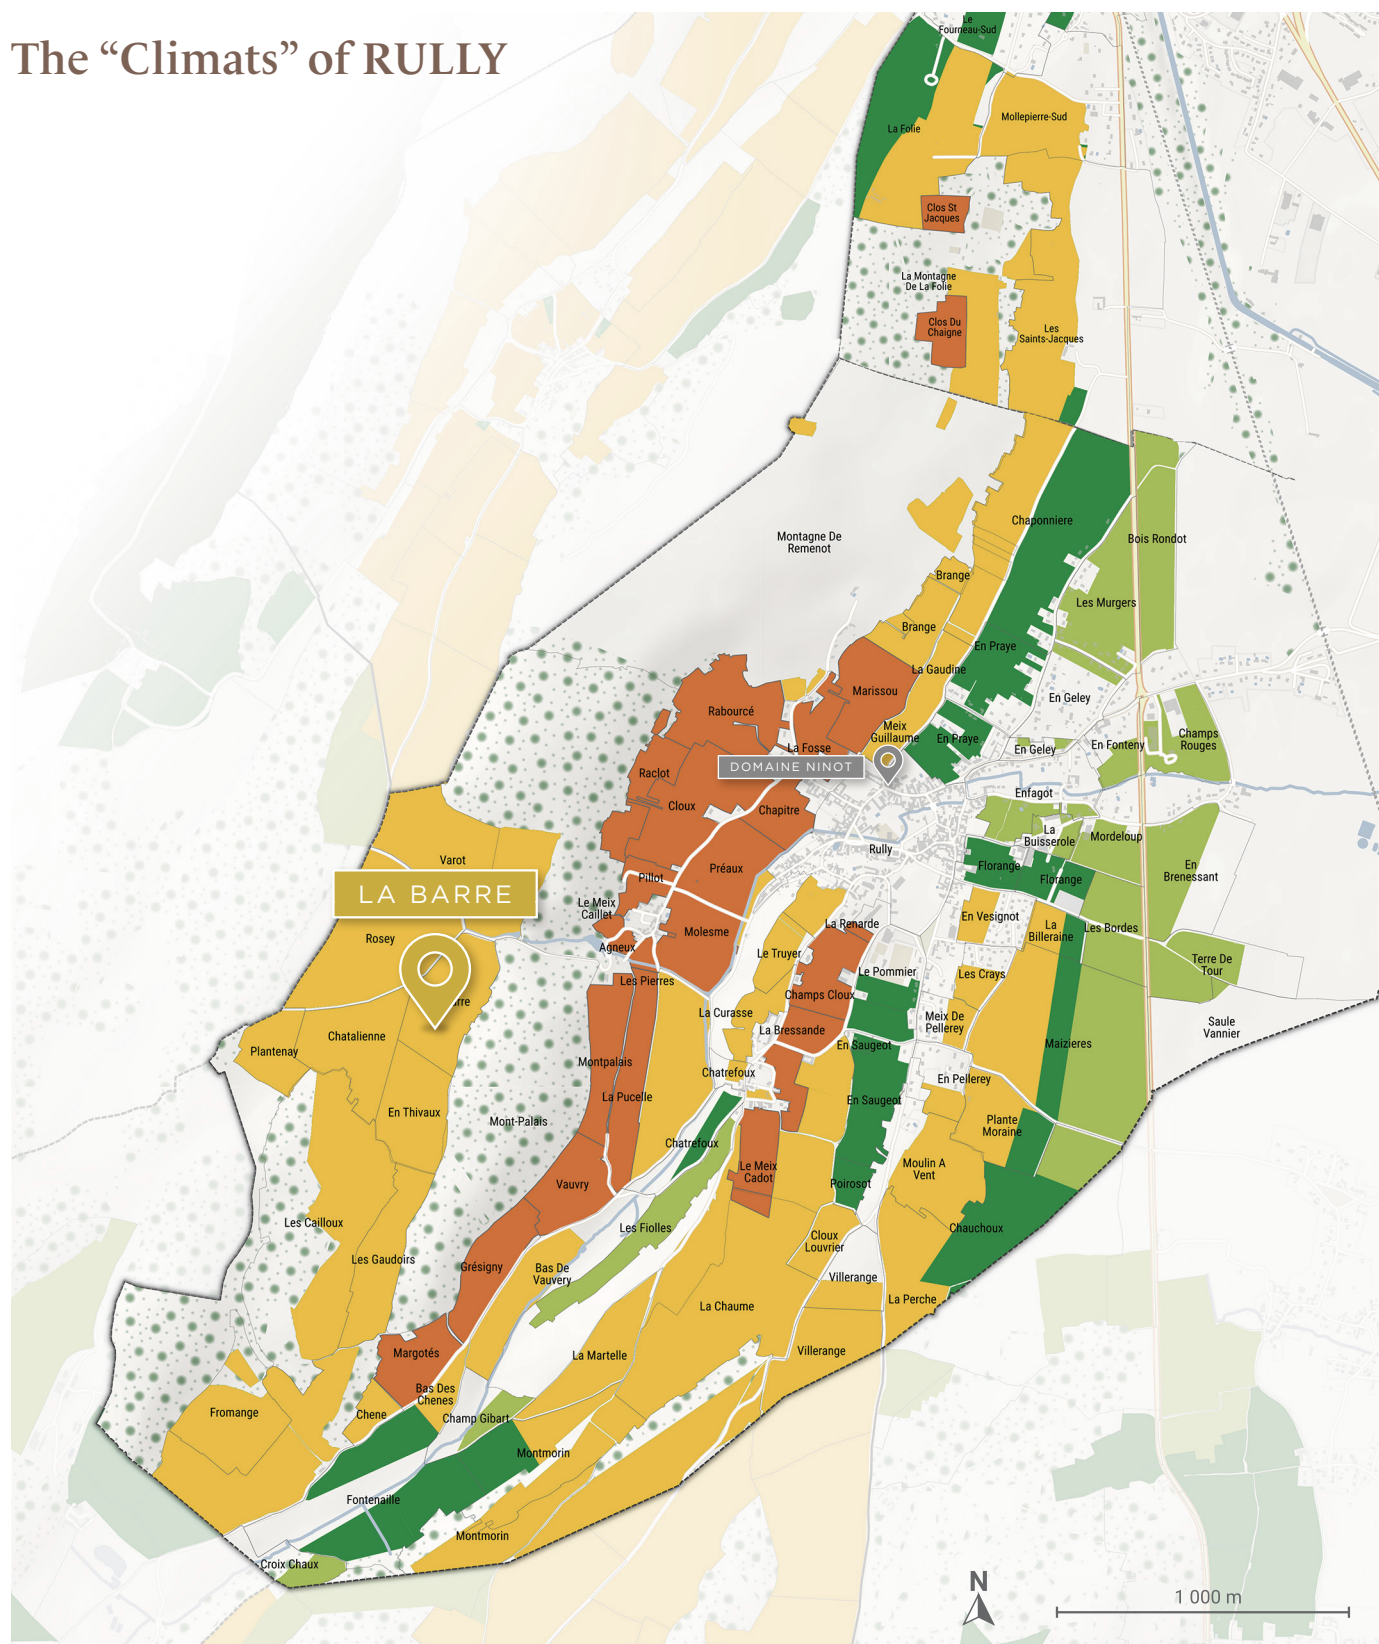 The “Climats” of RULLY
Le
Fourneau-Sud
Mollepierre-Sud
La Folie
Clos St
Jacques
La Montagne
De La Folie
Clos Du
Chaigne
Les
Saints-Jacques
Chaponniere
Montagne De
Remenot
Bois Rondot
Brange
Les Murgers
Brange
En Praye
La Gaudine
Marissou
En Geley
Rabourcé
Meix
Guillaume
En Praye
La Fosse
En Geley
En Fonteny
Champs
Rouges
DOMAINE NINOT
Raclot
Cloux
Chapitre
Enfagot
La
Buisserole
Mordeloup
Rully
Varot
Préaux
Florange
Florange
En
Brenessant
Pillot
LA BARRE
Le Meix
Caillet
En Vesignot
La
Billeraine
Les Bordes
La Renarde
Molesme
Rosey
Agneux
Le Truyer
Le Pommier
Les Crays
Terre De
Tour
Les Pierres
Champs Cloux
rre
La Curasse
Meix De
Pellerey
Saule
Vannier
La Bressande
Chatalienne
Plantenay
En Saugeot
Maizieres
Montpalais
Chatrefoux
En Pellerey
La Pucelle
En Saugeot
En Thivaux
Mont-Palais
Plante
Moraine
Chatrefoux
Le Meix
Cadot
Moulin A
Vent
Vauvry
Poirosot
Les Cailloux
Les Fiolles
Chauchoux
Cloux
Louvrier
Les Gaudoirs
Grésigny
Bas De
Vauvery
Villerange
La Chaume
La Perche
Margotés
La Martelle
Villerange
Bas Des
Chenes
Fromange
Chene
Champ Gibart
Montmorin
Fontenaille
Montmorin
Croix Chaux
N
1 000 m